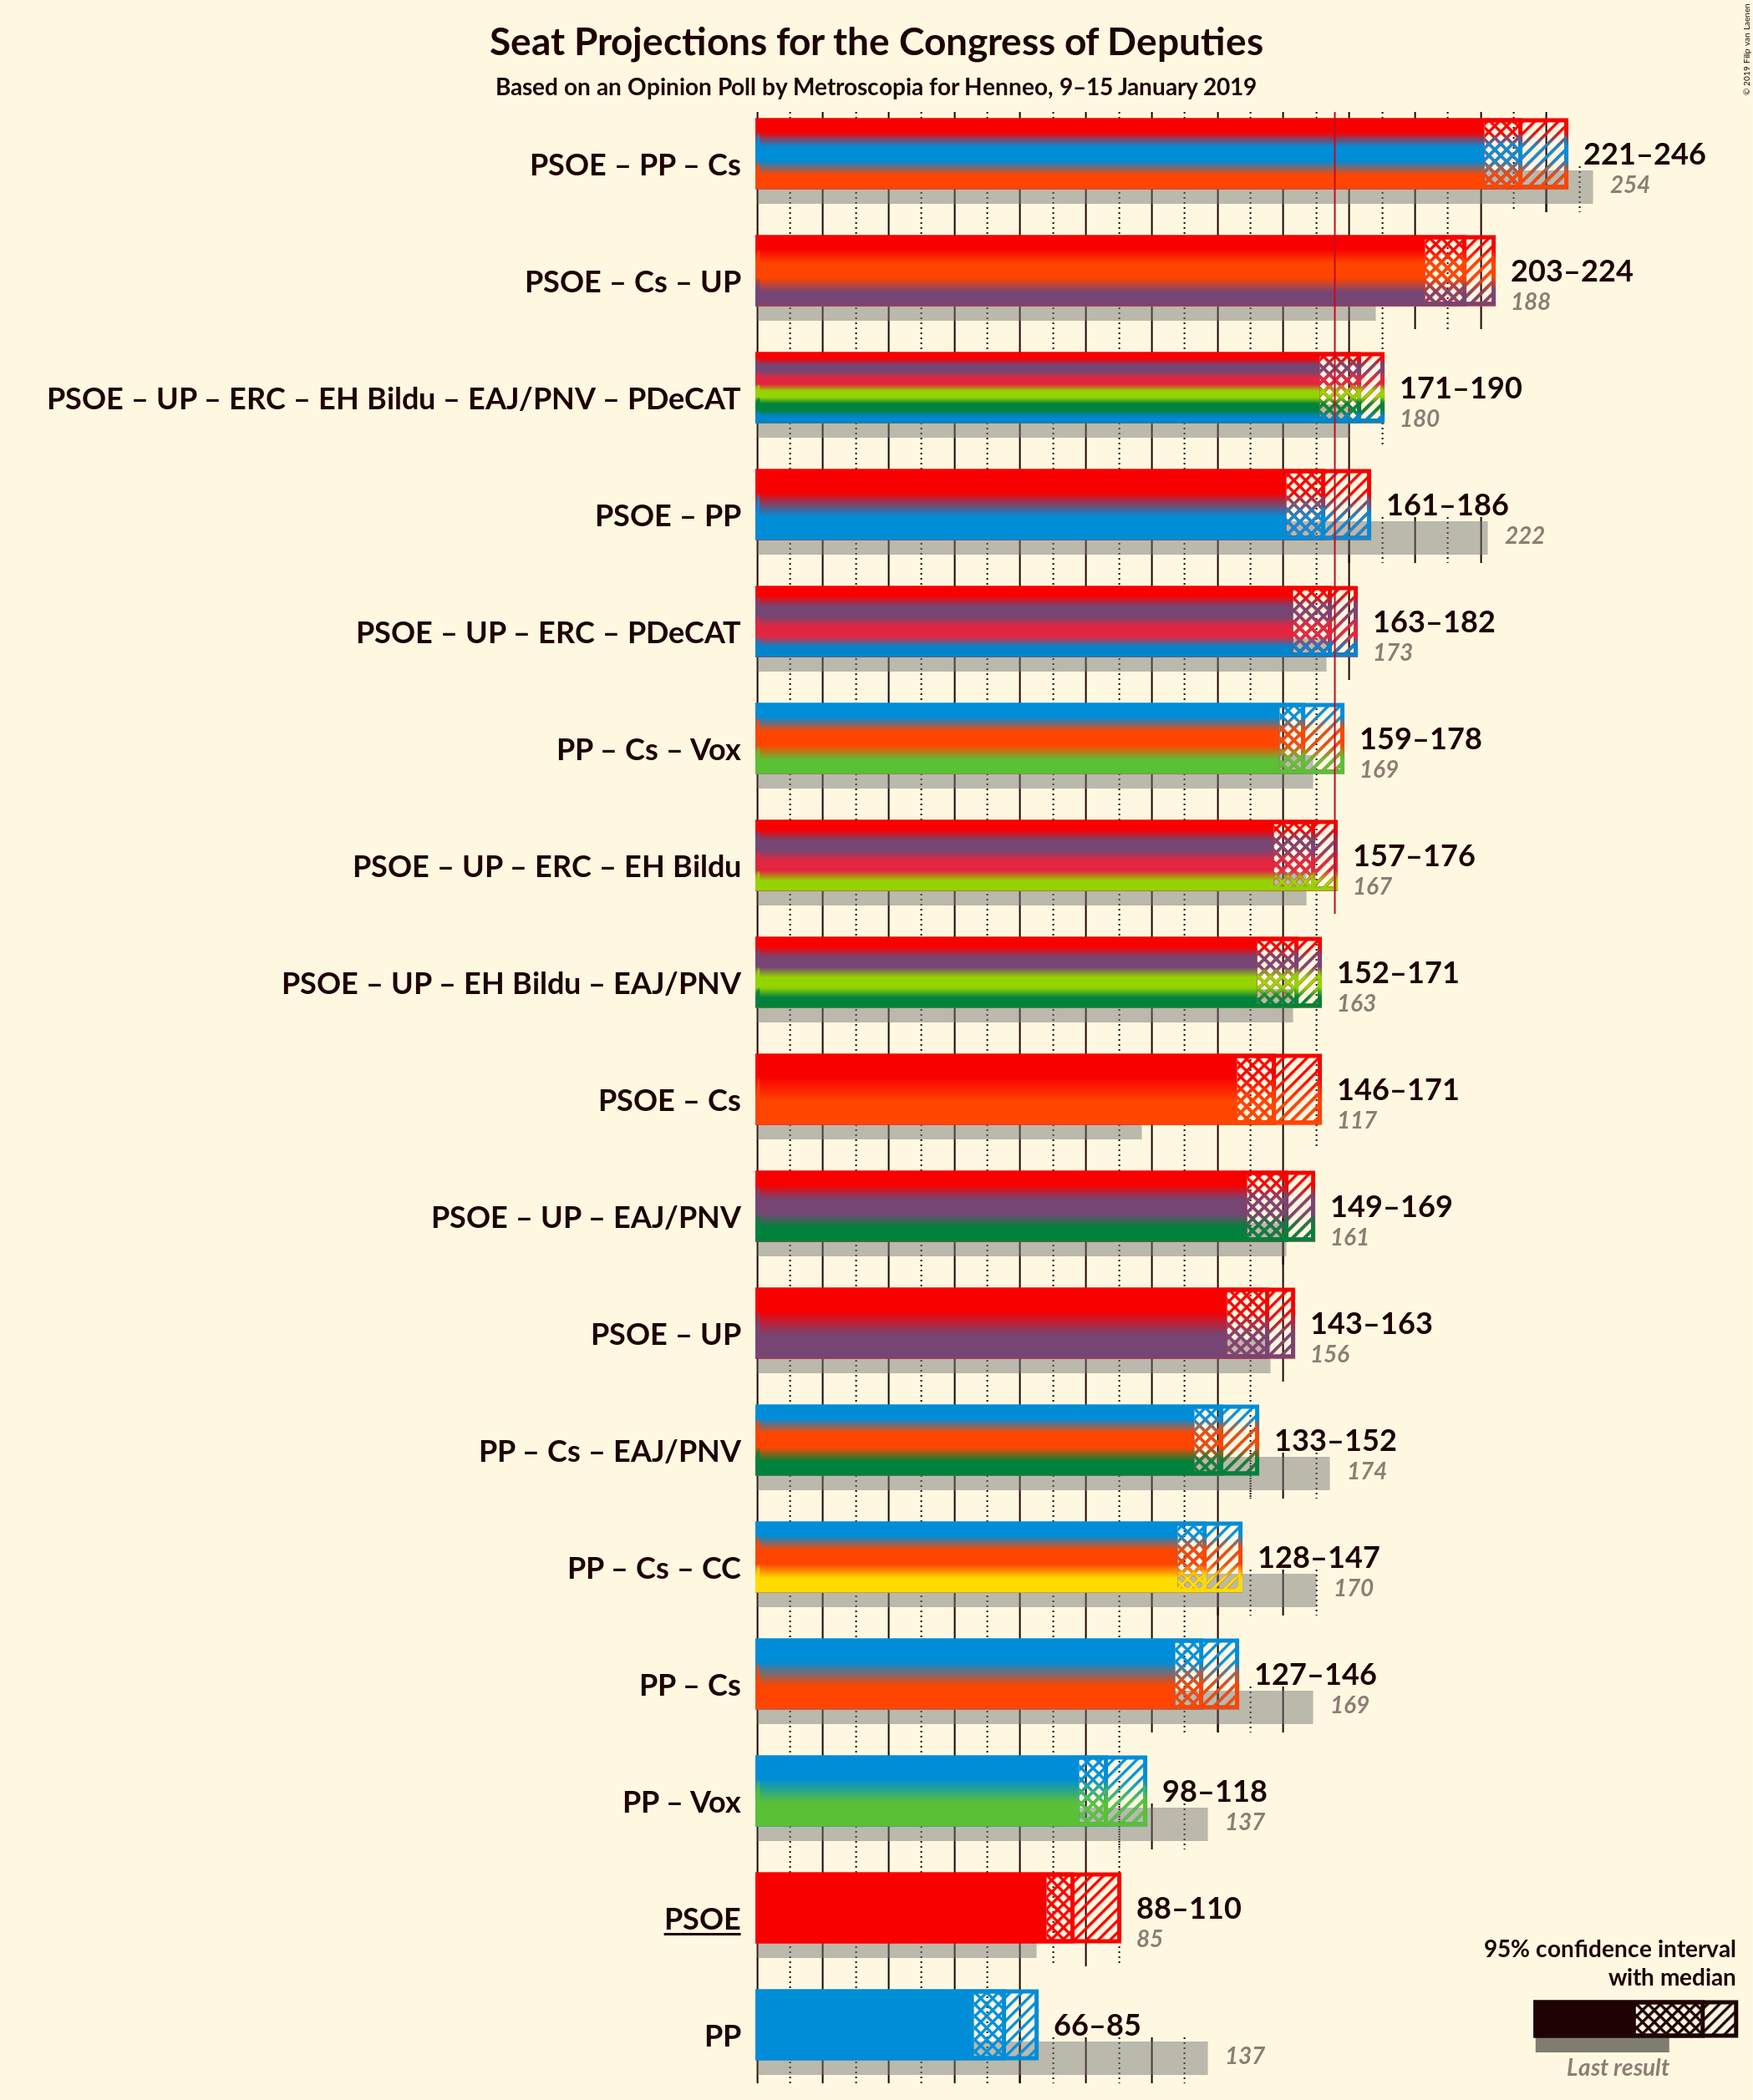 Seat Projections for the Congress of Deputies
Based on an Opinion Poll by Metroscopia for Henneo, 9–15 January 2019
© 2019 Filip van Laenen
PSOE – PP – Cs
221–246
254
PSOE – Cs – UP
203–224
188
PSOE – UP – ERC – EH Bildu – EAJ/PNV – PDeCAT
171–190
180
PSOE – PP
161–186
222
PSOE – UP – ERC – PDeCAT
163–182
173
PP – Cs – Vox
159–178
169
PSOE – UP – ERC – EH Bildu
157–176
167
PSOE – UP – EH Bildu – EAJ/PNV
152–171
163
PSOE – Cs
146–171
117
PSOE – UP – EAJ/PNV
149–169
161
PSOE – UP
143–163
156
PP – Cs – EAJ/PNV
133–152
174
PP – Cs – CC
128–147
170
PP – Cs
127–146
169
PP – Vox
98–118
137
PSOE
88–110
85
PP
66–85
137
95% confidence interval
with median
Last result